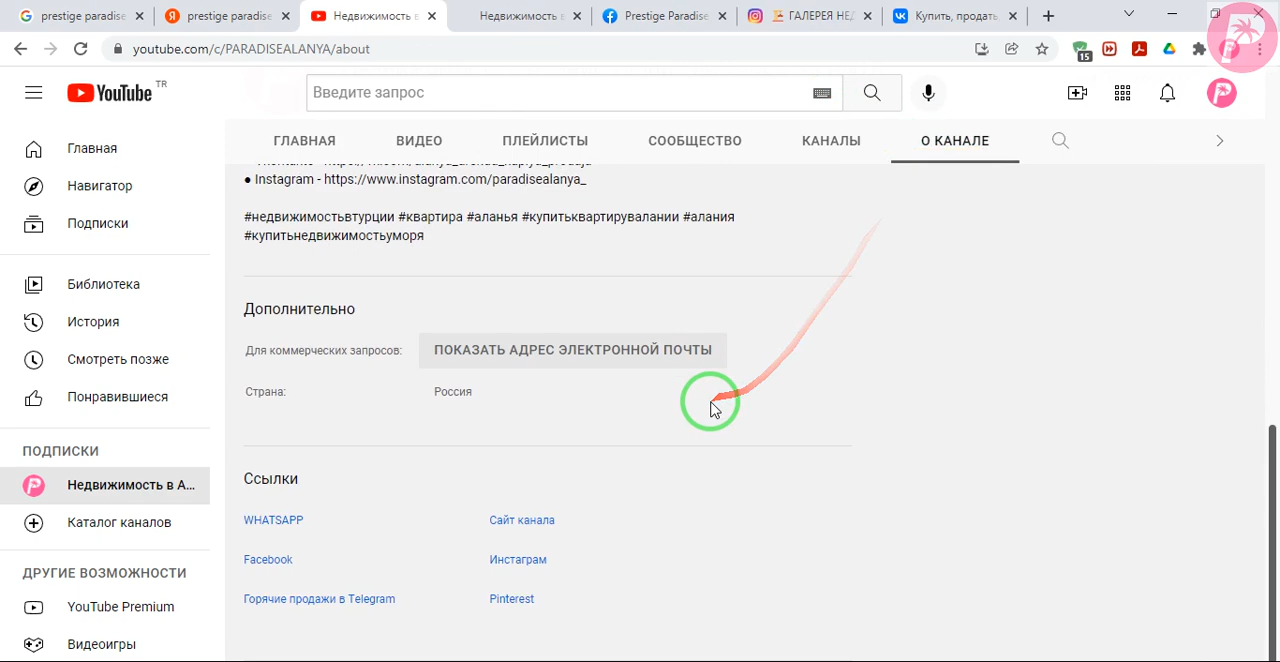 prestige paradise
prestige paradise
Недвижимость в
Недвижимость в
Prestige Paradise
ГАЛЕРЕЯ НЕД
Купить, продать
youtube.com/c/PARADISEALANYA/about
15
YouTube TR
Введите запрос
ГЛАВНАЯ
ВИДЕО
ПЛЕЙЛИСТЫ
СООБЩЕСТВО
КАНАЛЫ
О КАНАЛЕ
● Instagram - https://www.instagram.com/paradisealanya_
#недвижимостьвтурции #квартира #аланья #купитьквартирувалании #алания
#купитьнедвижимостьуморя
Дополнительно
Для коммерческих запросов:
ПОКАЗАТЬ АДРЕС ЭЛЕКТРОННОЙ ПОЧТЫ
Страна:
Россия
Ссылки
WHATSAPP
Сайт канала
Facebook
Инстаграм
Горячие продажи в Telegram
Pinterest
Главная
Навигатор
Подписки
Библиотека
История
Смотреть позже
Понравившиеся
ПОДПИСКИ
Недвижимость в А...
Каталог каналов
ДРУГИЕ ВОЗМОЖНОСТИ
YouTube Premium
Видеоигры